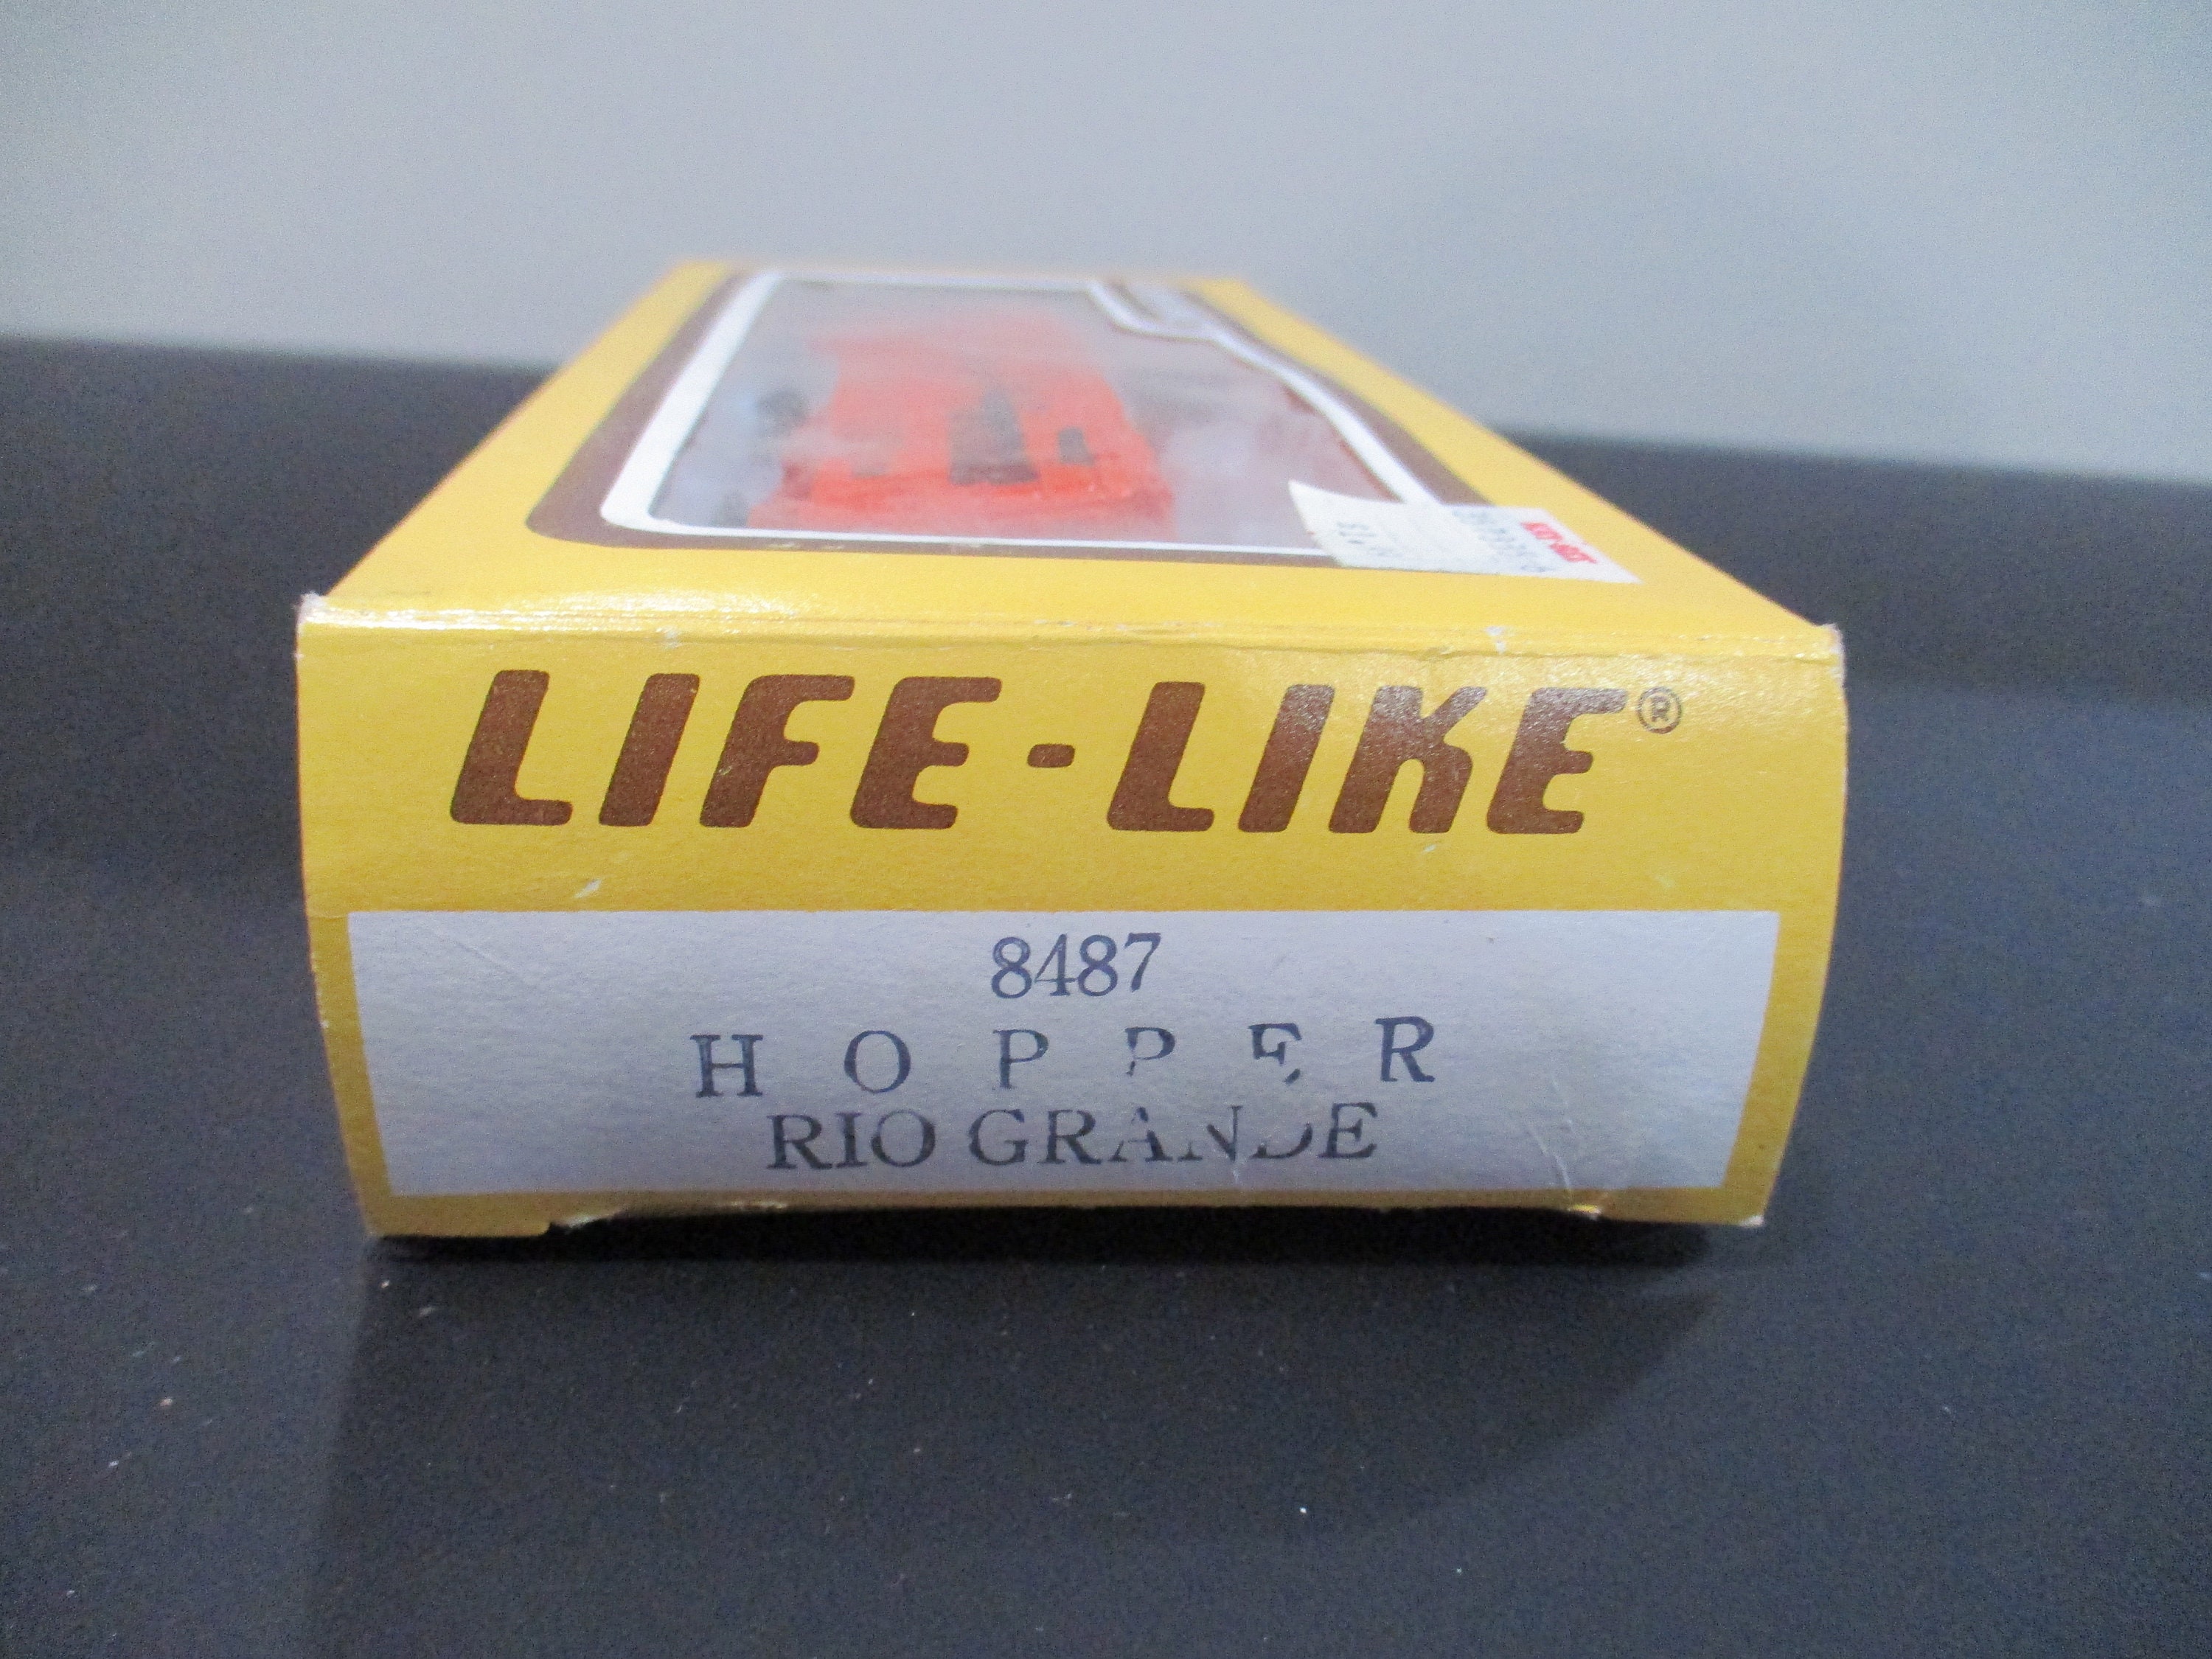 LIFE-LIKE®
8487
HOPPER
RIO GRANDE